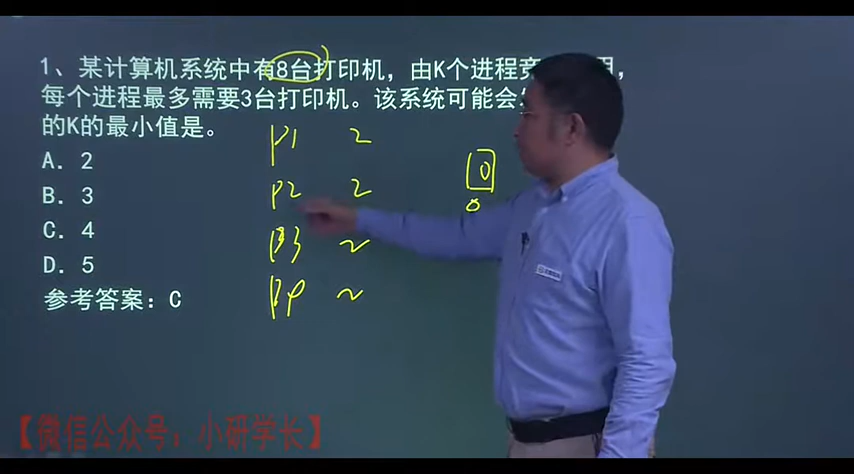 1、某计算机系统中有8台打印机，由K个进程竞 用，
每个进程最多需要3台打印机。该系统可能会
的K的最小值是。
A. 2
B. 3
C. 4
D. 5
参考答案：C
P1 2
P2 2
P3 2
P4 2
0
0
【微信公众号：小研学长】